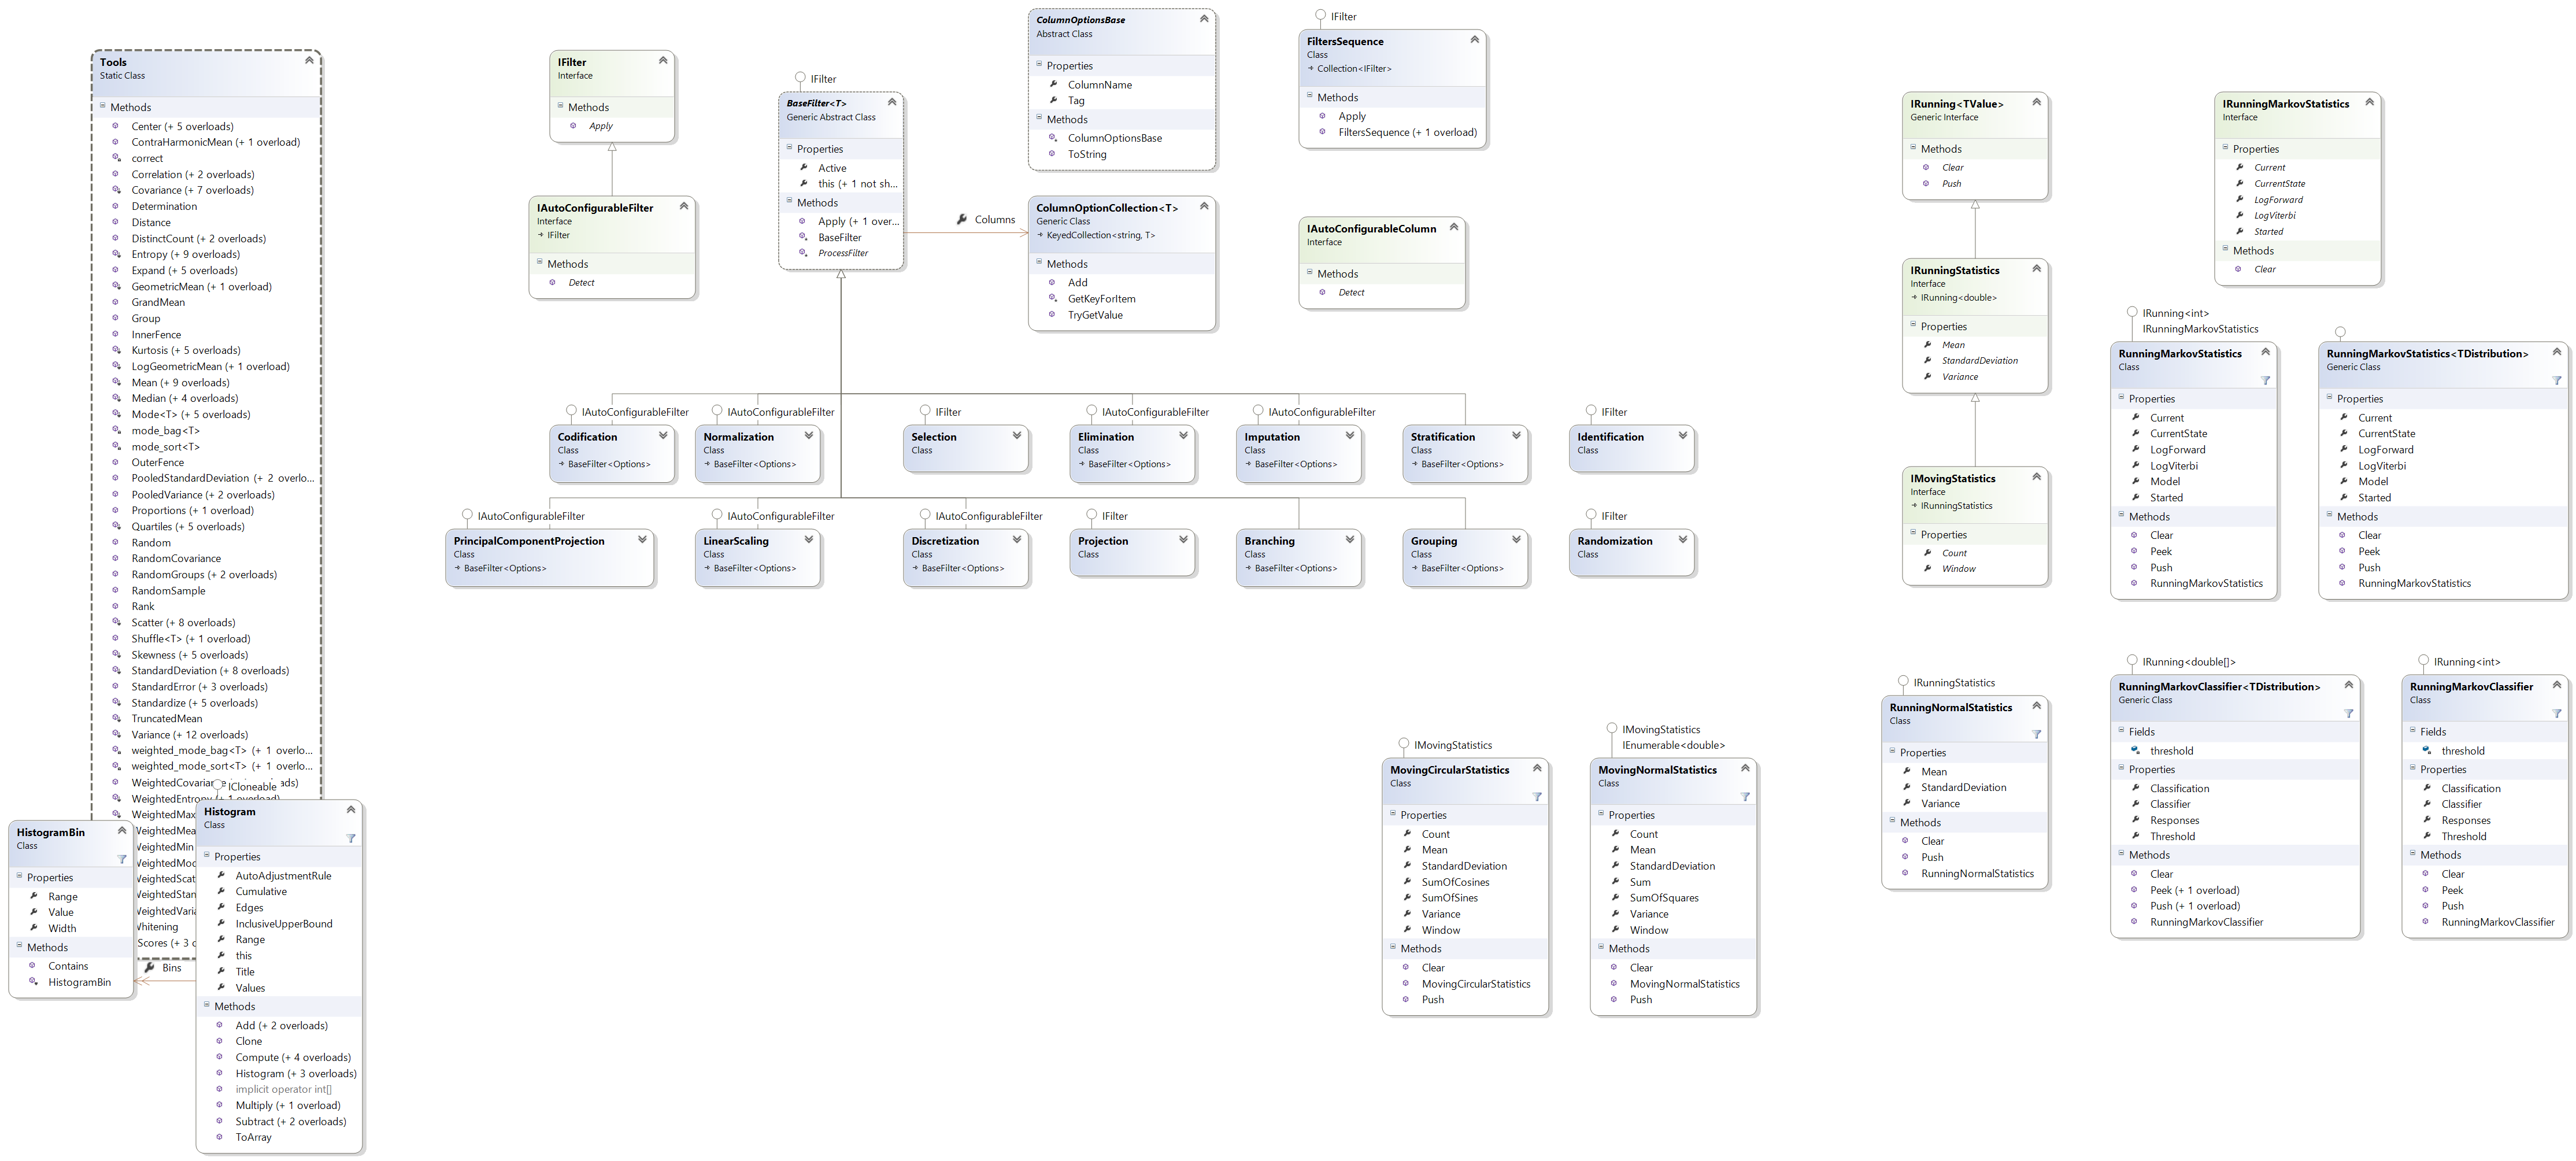 Tools
Static Class
Methods
Center (+ 5 overloads)
ContraHarmonicMean (+ 1 overload)
correct
Correlation (+ 2 overloads)
Covariance (+ 7 overloads)
Determination
Distance
DistinctCount (+ 2 overloads)
Entropy (+ 9 overloads)
Expand (+ 5 overloads)
GeometricMean (+ 1 overload)
GrandMean
Group
InnerFence
Kurtosis (+ 5 overloads)
LogGeometricMean (+ 1 overload)
Mean (+ 9 overloads)
Median (+ 4 overloads)
Mode<T> (+ 5 overloads)
mode_bag<T>
mode_sort<T>
OuterFence
PooledStandardDeviation (+ 2 overlo...
PooledVariance (+ 2 overloads)
Proportions (+ 1 overload)
Quartiles (+ 5 overloads)
Random
RandomCovariance
RandomGroups (+ 2 overloads)
RandomSample
Rank
Scatter (+ 8 overloads)
Shuffle<T> (+ 1 overload)
Skewness (+ 5 overloads)
StandardDeviation (+ 8 overloads)
StandardError (+ 3 overloads)
Standardize (+ 5 overloads)
TruncatedMean
Variance (+ 12 overloads)
weighted_mode_bag<T> (+ 1 overlo...
weighted_mode_sort<T> (+ 1 overlo...
WeightedCovariance
WeightedEntropy (+ 1 overload)
WeightedMax
WeightedMea
WeightedMin
WeightedMod
WeightedScat
WeightedStan
WeightedVaria
Whitening
Scores (+ 3 o
HistogramBin
Class
Properties
Range
Value
Width
Methods
Contains
HistogramBin
Bins
ICloneable
Histogram
Class
Properties
AutoAdjustmentRule
Cumulative
Edges
InclusiveUpperBound
Range
this
Title
Values
Methods
Add (+ 2 overloads)
Clone
Compute (+ 4 overloads)
Histogram (+ 3 overloads)
implicit operator int[]
Multiply (+ 1 overload)
Subtract (+ 2 overloads)
ToArray
IFilter
Interface
Methods
Apply
IAutoConfigurableFilter
Interface
IFilter
Methods
Detect
IFilter
BaseFilter<T>
Generic Abstract Class
Properties
Active
this (+ 1 not sh...
Methods
Apply (+ 1 over...
BaseFilter
ProcessFilter
Columns
ColumnOptionsBase
Abstract Class
Properties
ColumnName
Tag
Methods
ColumnOptionsBase
ToString
ColumnOptionCollection<T>
Generic Class
KeyedCollection<string, T>
Methods
Add
GetKeyForItem
TryGetValue
IFilter
FiltersSequence
Class
Collection<IFilter>
Methods
Apply
FiltersSequence (+ 1 overload)
IAutoConfigurableColumn
Interface
Methods
Detect
IAutoConfigurableFilter
Codification
Class
BaseFilter<Options>
IAutoConfigurableFilter
Normalization
Class
BaseFilter<Options>
IFilter
Selection
Class
IAutoConfigurableFilter
Elimination
Class
BaseFilter<Options>
IAutoConfigurableFilter
Imputation
Class
BaseFilter<Options>
Stratification
Class
BaseFilter<Options>
IFilter
Identification
Class
IAutoConfigurableFilter
PrincipalComponentProjection
Class
BaseFilter<Options>
IAutoConfigurableFilter
LinearScaling
Class
BaseFilter<Options>
IAutoConfigurableFilter
Discretization
Class
BaseFilter<Options>
IFilter
Projection
Class
Branching
Class
BaseFilter<Options>
Grouping
Class
BaseFilter<Options>
IFilter
Randomization
Class
IMovingStatistics
MovingCircularStatistics
Class
Properties
Count
Mean
StandardDeviation
SumOfCosines
SumOfSines
Variance
Window
Methods
Clear
MovingCircularStatistics
Push
IMovingStatistics
IEnumerable<double>
MovingNormalStatistics
Class
Properties
Count
Mean
StandardDeviation
Sum
SumOfSquares
Variance
Window
Methods
Clear
MovingNormalStatistics
Push
IRunning<TValue>
Generic Interface
Methods
Clear
Push
IRunningStatistics
Interface
IRunning<double>
Properties
Mean
StandardDeviation
Variance
IMovingStatistics
Interface
IRunningStatistics
Properties
Count
Window
IRunningStatistics
RunningNormalStatistics
Class
Properties
Mean
StandardDeviation
Variance
Methods
Clear
Push
RunningNormalStatistics
IRunningMarkovStatistics
Interface
Properties
Current
CurrentState
LogForward
LogViterbi
Started
Methods
Clear
IRunning<int>
IRunningMarkovStatistics
RunningMarkovStatistics
Class
Properties
Current
CurrentState
LogForward
LogViterbi
Model
Started
Methods
Clear
Peek
Push
RunningMarkovStatistics
RunningMarkovStatistics<TDistribution>
Generic Class
Properties
Current
CurrentState
LogForward
LogViterbi
Model
Started
Methods
Clear
Peek
Push
RunningMarkovStatistics
IRunning<double[]>
RunningMarkovClassifier<TDistribution>
Generic Class
Fields
threshold
Properties
Classification
Classifier
Responses
Threshold
Methods
Clear
Peek (+ 1 overload)
Push (+ 1 overload)
RunningMarkovClassifier
IRunning<int>
RunningMarkovClassifier
Class
Fields
threshold
Properties
Classification
Classifier
Responses
Threshold
Methods
Clear
Peek
Push
RunningMarkovClassifier